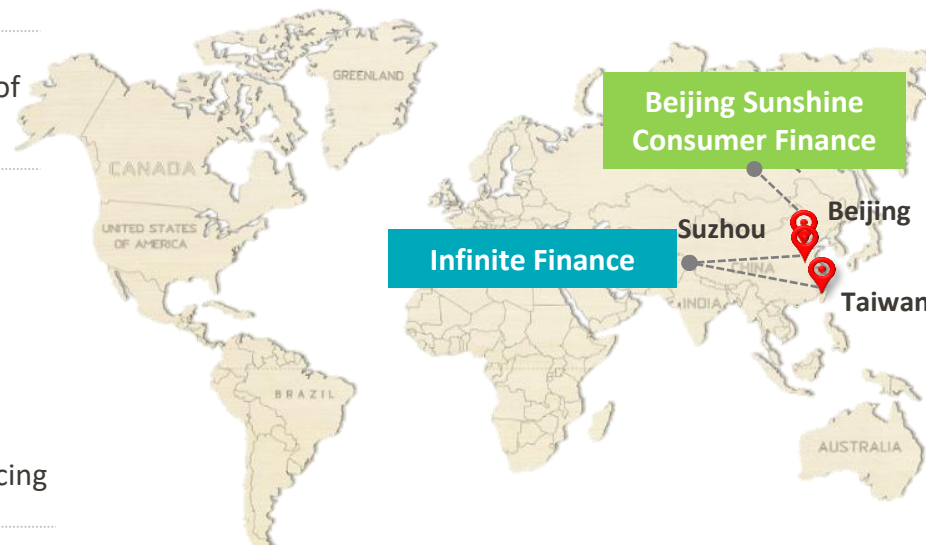 of
GREENLAND
Beijing Sunshine
Consumer Finance
CANADA
UNITED STATES
OF AMERICA
Suzhou
Beijing
Infinite Finance
CHINA
INDIA
Taiwan
BRAZIL
AUSTRALIA
cing